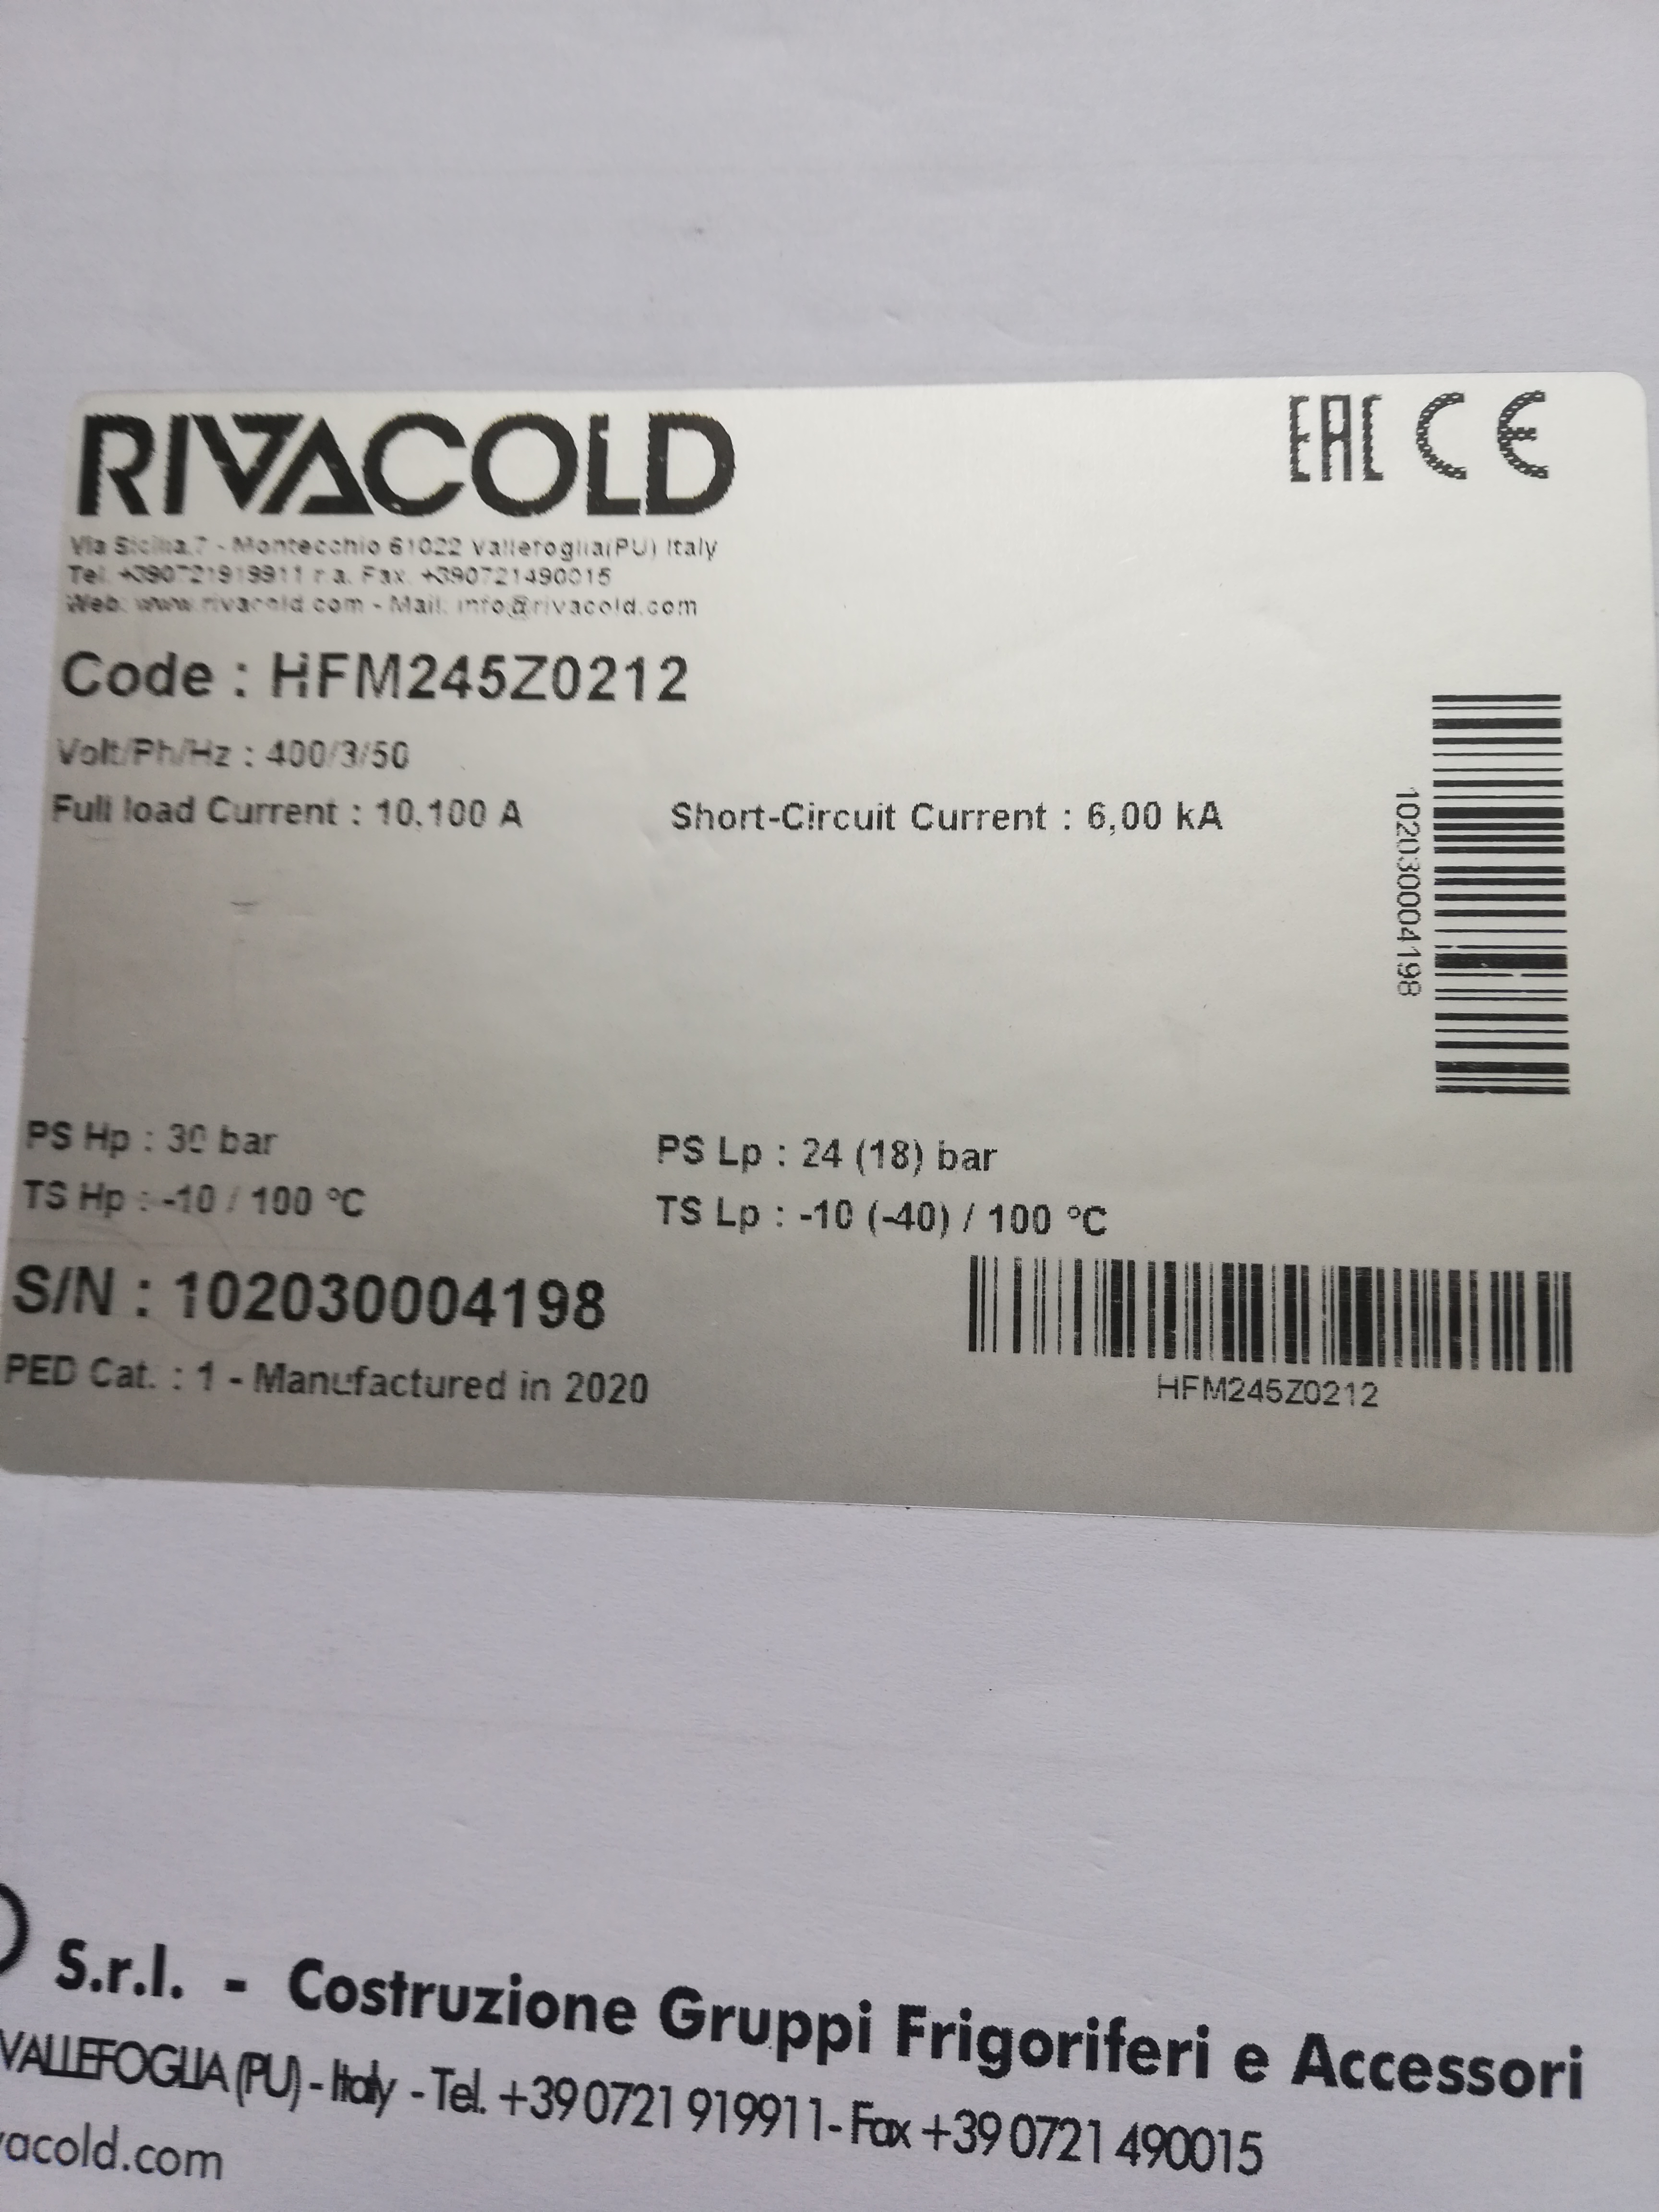 RIVACOLD
EAC CE
Via Sicilia,7 - Montecchio 61022 Vallefoglia(PU) Italy
Tel. +390721919911 r.a. Fax. +390721490015
Web: www.rivacold.com - Mail: info@rivacold.com
Code : HFM245Z0212
Volt/Ph/Hz : 400/3/50
Full load Current : 10.100 A
Short-Circuit Current : 6,00 kA
102030004198
PS Hp : 30 bar
PS Lp : 24 (18) bar
TS Hp : -10 / 100 °C
TS Lp : -10 (-40) / 100 °C
S/N : 102030004198
HFM245Z0212
PED Cat. : 1 - Manufactured in 2020
S.r.l. - Costruzione Gruppi Frigoriferi e Accessori
VALLEFOGLIA (PU) - Italy - Tel. +39 0721 919911- Fax +39 0721 490015
vacold.com